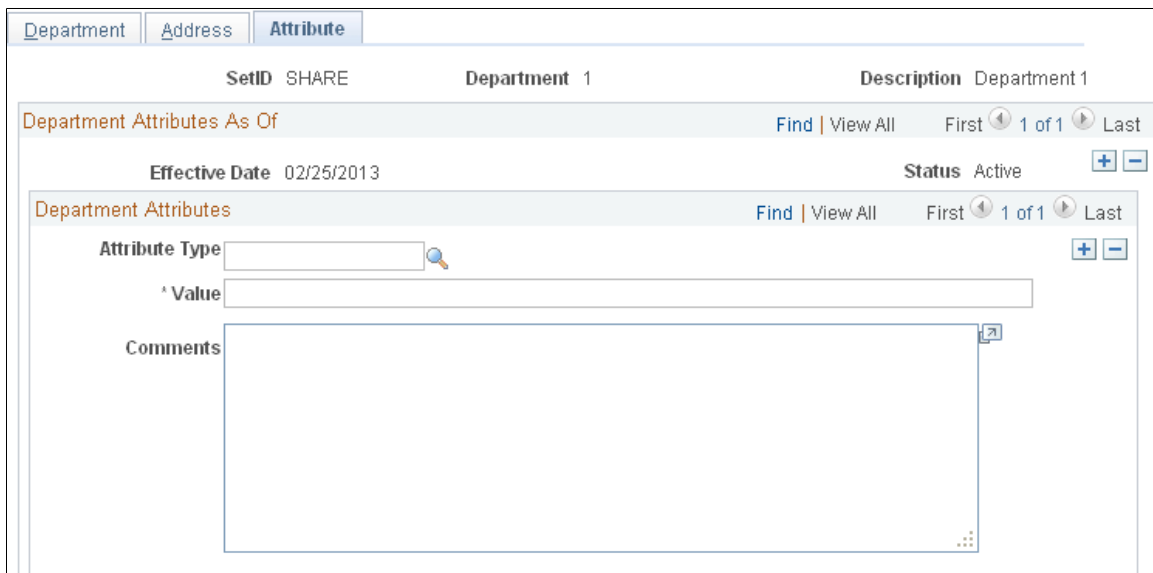 Department Address Attribute
SetID SHARE Department 1 Description Department 1
Department Attributes As Of Find | View All First 1 of 1 Last
Effective Date 02/25/2013 Status Active
Department Attributes Find | View All First 1 of 1 Last
Attribute Type
* Value
Comments